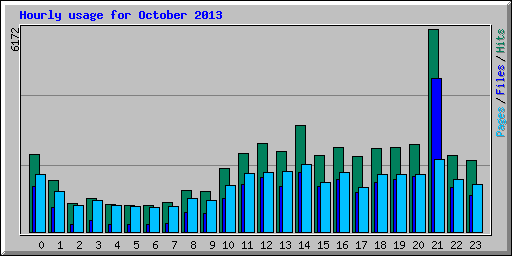 Hourly usage for October 2013
6172
Pages / Files / Hits
0 1 2 3 4 5 6 7 8 9 10 11 12 13 14 15 16 17 18 19 20 21 22 23